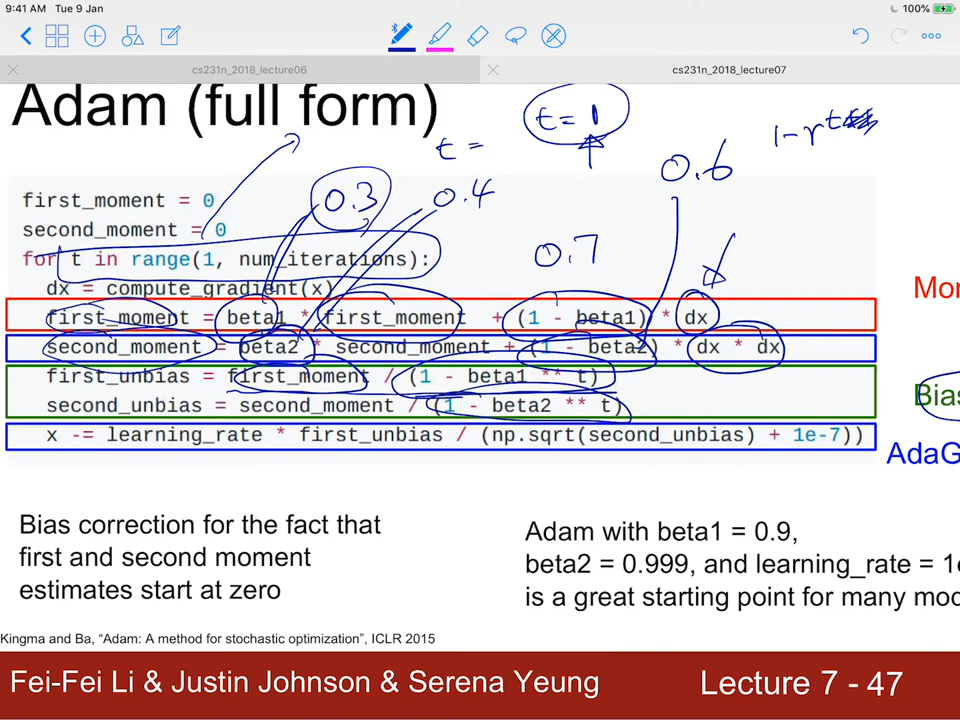 9:41 AM Tue 9 Jan
100%
cs231n_2018_lecture06
cs231n_2018_lecture07
Adam (full form)
t = 1
t =
1-r^t
0.3
0.4
0.6
0.7
first_moment = 0
second_moment = 0
for t in range(1, num_iterations):
dx = compute_gradient(x)
first_moment = beta1 * first_moment + (1 - beta1) * dx
Mom
second_moment = beta2 * second_moment + (1 - beta2) * dx * dx
first_unbias = first_moment / (1 - beta1 ** t)
Bias
second_unbias = second_moment / (1 - beta2 ** t)
x -= learning_rate * first_unbias / (np.sqrt(second_unbias) + 1e-7))
AdaG
Bias correction for the fact that
first and second moment
estimates start at zero
Adam with beta1 = 0.9,
beta2 = 0.999, and learning_rate = 1e
is a great starting point for many mod
Kingma and Ba, “Adam: A method for stochastic optimization”, ICLR 2015
Fei-Fei Li & Justin Johnson & Serena Yeung
Lecture 7 - 47